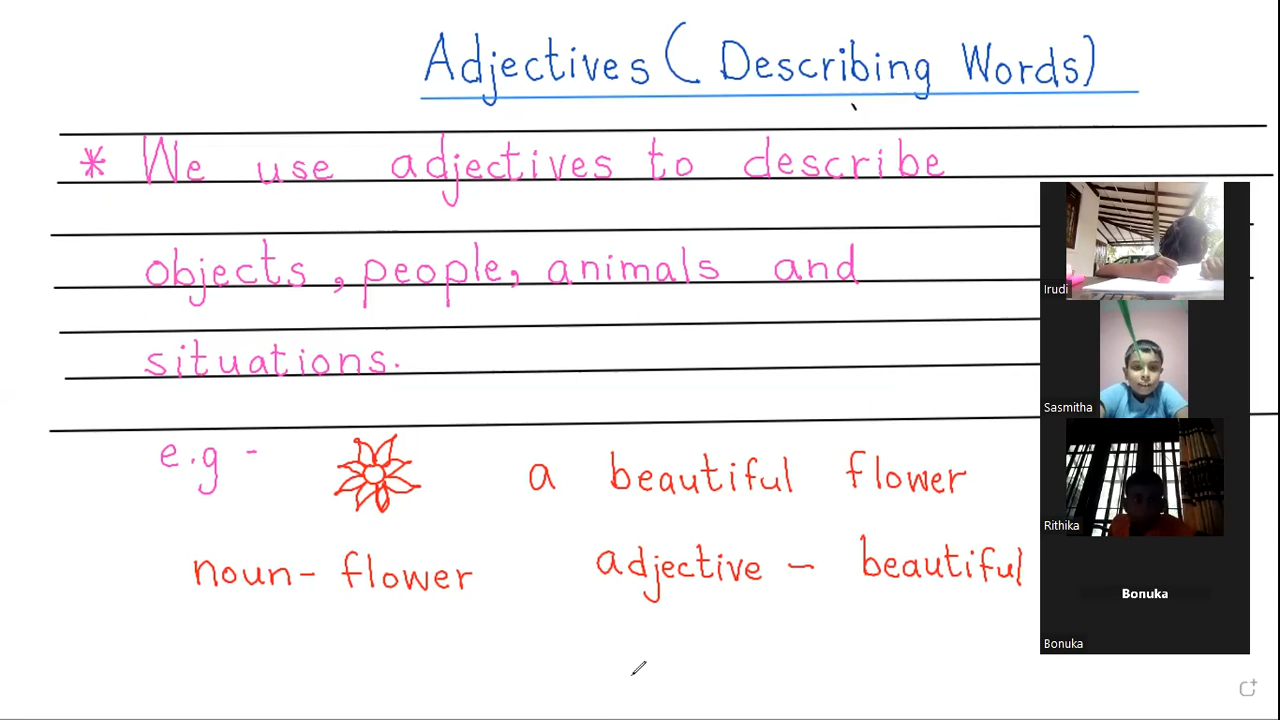 Adjectives ( Describing Words)
* We use adjectives to describe
objects, people, animals and
situations.
e.g - a beautiful flower
noun- flower adjective - beautiful
Irudi
Sasmitha
Rithika
Bonuka
Bonuka